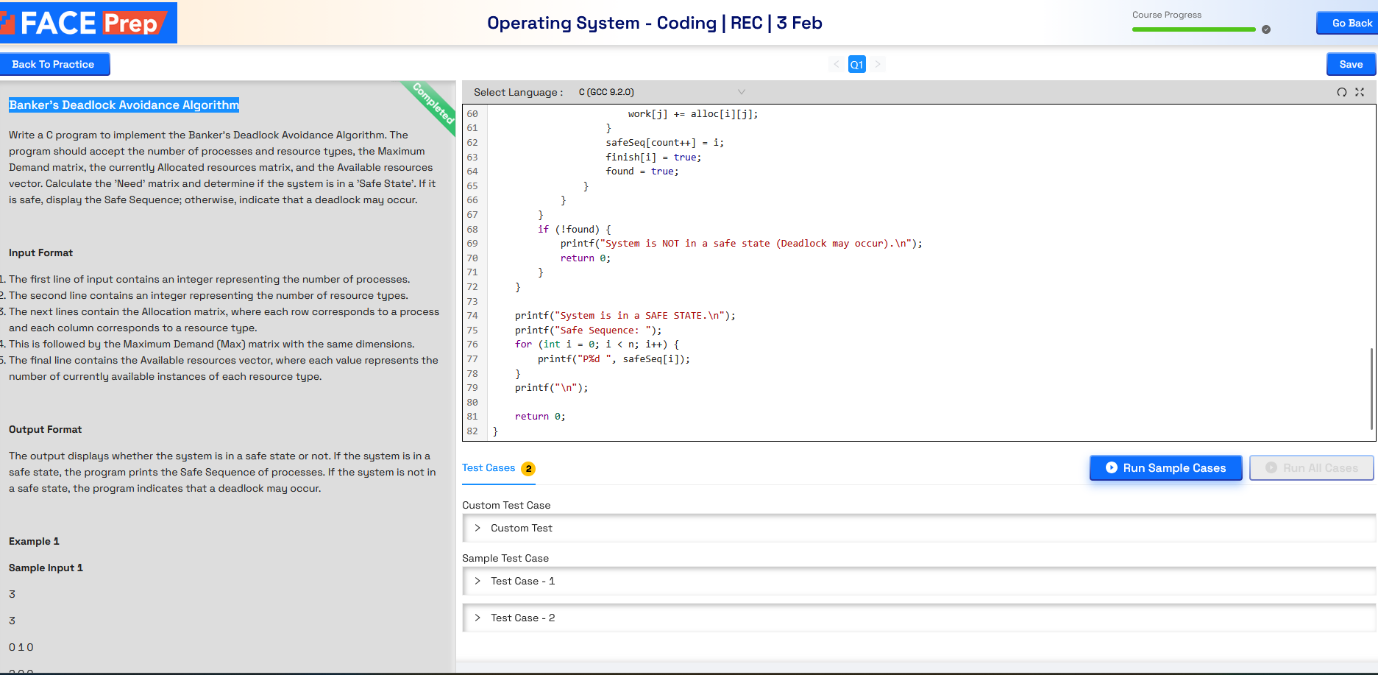 FACE Prep
Operating System - Coding | REC | 3 Feb
Course Progress
Go Back
Back To Practice
Q1
Save
Completed
Banker's Deadlock Avoidance Algorithm
Write a C program to implement the Banker's Deadlock Avoidance Algorithm. The
program should accept the number of processes and resource types, the Maximum
Demand matrix, the currently Allocated resources matrix, and the Available resources
vector. Calculate the 'Need' matrix and determine if the system is in a 'Safe State'. If it
is safe, display the Safe Sequence; otherwise, indicate that a deadlock may occur.
Input Format
1. The first line of input contains an integer representing the number of processes.
2. The second line contains an integer representing the number of resource types.
3. The next lines contain the Allocation matrix, where each row corresponds to a process
and each column corresponds to a resource type.
4. This is followed by the Maximum Demand (Max) matrix with the same dimensions.
5. The final line contains the Available resources vector, where each value represents the
number of currently available instances of each resource type.
Output Format
The output displays whether the system is in a safe state or not. If the system is in a
safe state, the program prints the Safe Sequence of processes. If the system is not in
a safe state, the program indicates that a deadlock may occur.
Example 1
Sample Input 1
3
3
0 1 0
Select Language : C (GCC 9.2.0)
60 work[j] += alloc[i][j];
61 }
62 safeSeq[count++] = i;
63 finish[i] = true;
64 found = true;
65 }
66 }
67 }
68 if (!found) {
69 printf("System is NOT in a safe state (Deadlock may occur).\n");
70 return 0;
71 }
72 }
73
74 printf("System is in a SAFE STATE.\n");
75 printf("Safe Sequence: ");
76 for (int i = 0; i < n; i++) {
77 printf("P%d ", safeSeq[i]);
78 }
79 printf("\n");
80
81 return 0;
82 }
Test Cases 2
Run Sample Cases
Run All Cases
Custom Test Case
Custom Test
Sample Test Case
Test Case - 1
Test Case - 2